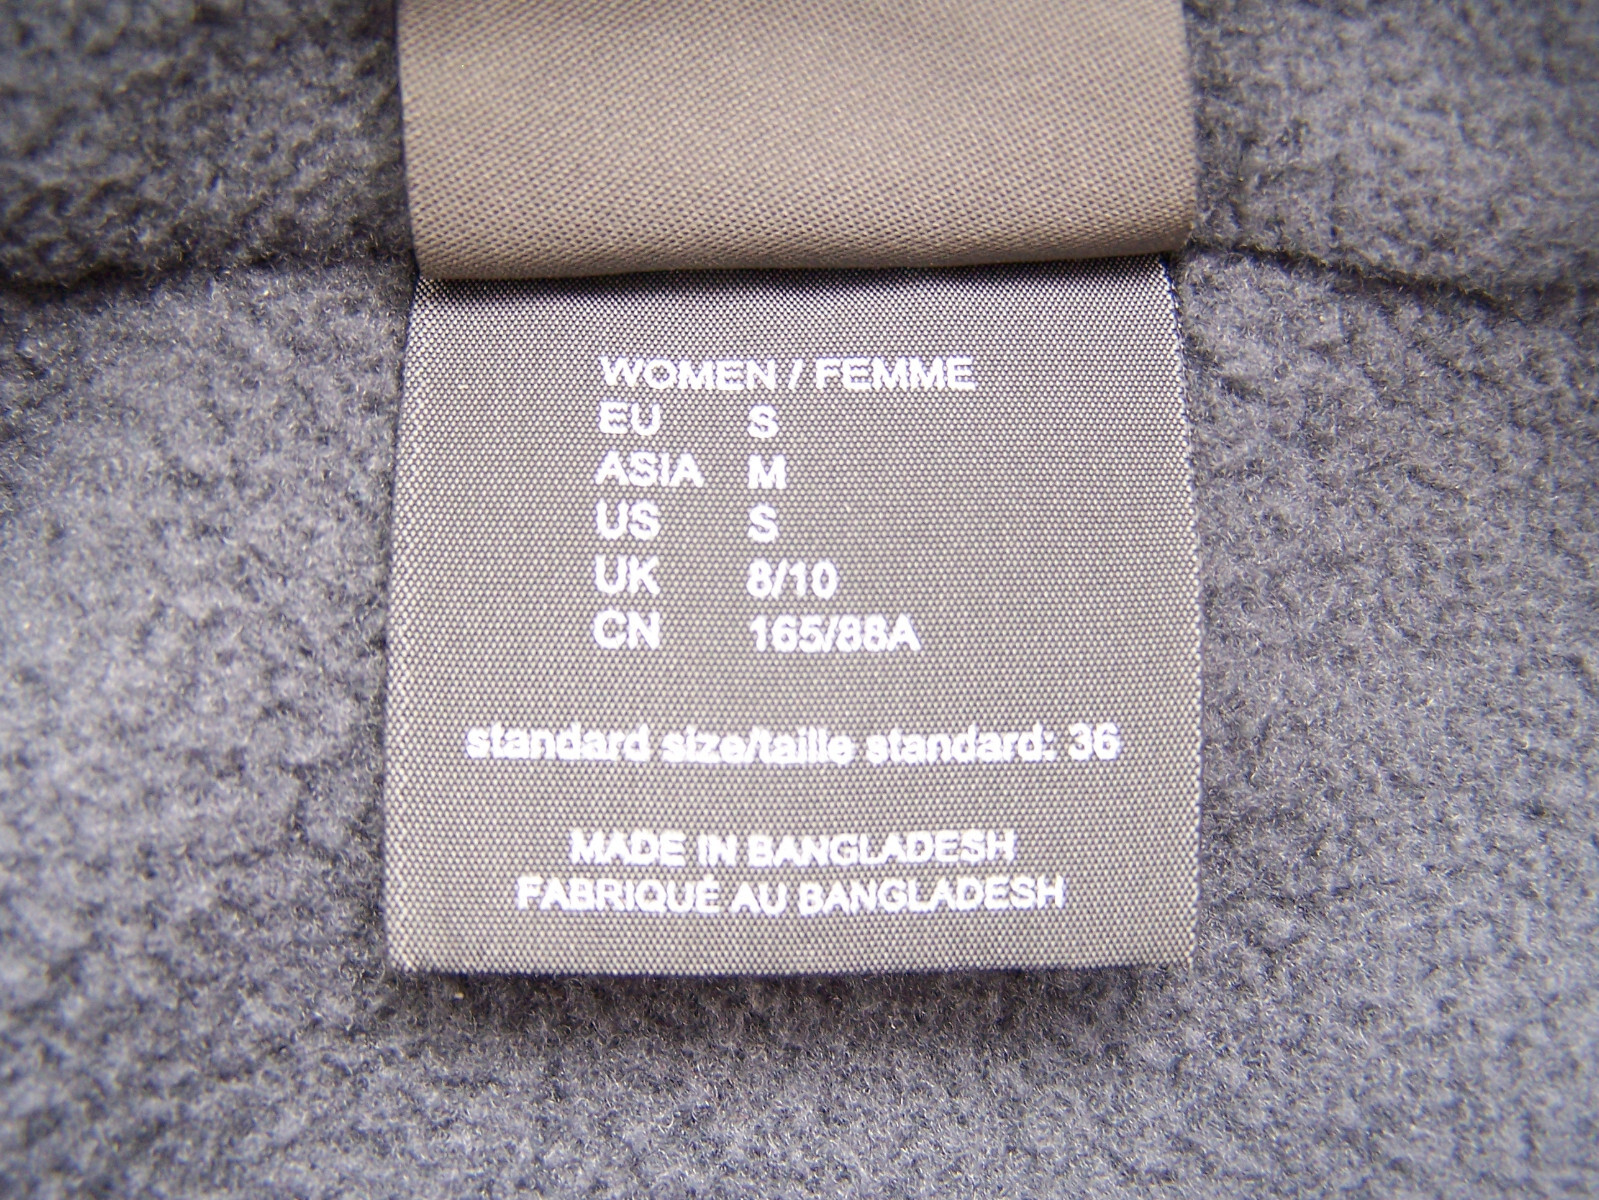 WOMEN / FEMME
EU S
ASIA M
US S
UK 8/10
CN 165/88A
standard size/taille standard: 36
MADE IN BANGLADESH
FABRIQUÉ AU BANGLADESH